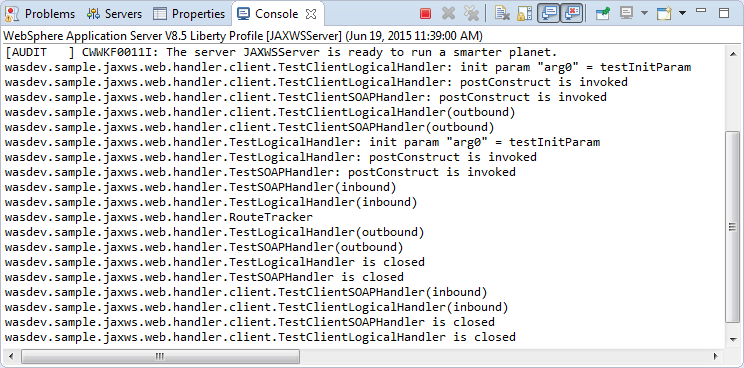 Problems Servers Properties Console
WebSphere Application Server V8.5 Liberty Profile [JAXWSServer] (Jun 19, 2015 11:39:00 AM)
[AUDIT   ] CWWKF0011I: The server JAXWSServer is ready to run a smarter planet.
wasdev.sample.jaxws.web.handler.client.TestClientLogicalHandler: init param "arg0" = testInitParam
wasdev.sample.jaxws.web.handler.client.TestClientLogicalHandler: postConstruct is invoked
wasdev.sample.jaxws.web.handler.client.TestClientSOAPHandler: postConstruct is invoked
wasdev.sample.jaxws.web.handler.client.TestClientLogicalHandler(outbound)
wasdev.sample.jaxws.web.handler.client.TestClientSOAPHandler(outbound)
wasdev.sample.jaxws.web.handler.TestLogicalHandler: init param "arg0" = testInitParam
wasdev.sample.jaxws.web.handler.TestLogicalHandler: postConstruct is invoked
wasdev.sample.jaxws.web.handler.TestSOAPHandler: postConstruct is invoked
wasdev.sample.jaxws.web.handler.TestSOAPHandler(inbound)
wasdev.sample.jaxws.web.handler.TestLogicalHandler(inbound)
wasdev.sample.jaxws.web.handler.RouteTracker
wasdev.sample.jaxws.web.handler.TestLogicalHandler(outbound)
wasdev.sample.jaxws.web.handler.TestSOAPHandler(outbound)
wasdev.sample.jaxws.web.handler.TestLogicalHandler is closed
wasdev.sample.jaxws.web.handler.TestSOAPHandler is closed
wasdev.sample.jaxws.web.handler.client.TestClientSOAPHandler(inbound)
wasdev.sample.jaxws.web.handler.client.TestClientLogicalHandler(inbound)
wasdev.sample.jaxws.web.handler.client.TestClientSOAPHandler is closed
wasdev.sample.jaxws.web.handler.client.TestClientLogicalHandler is closed